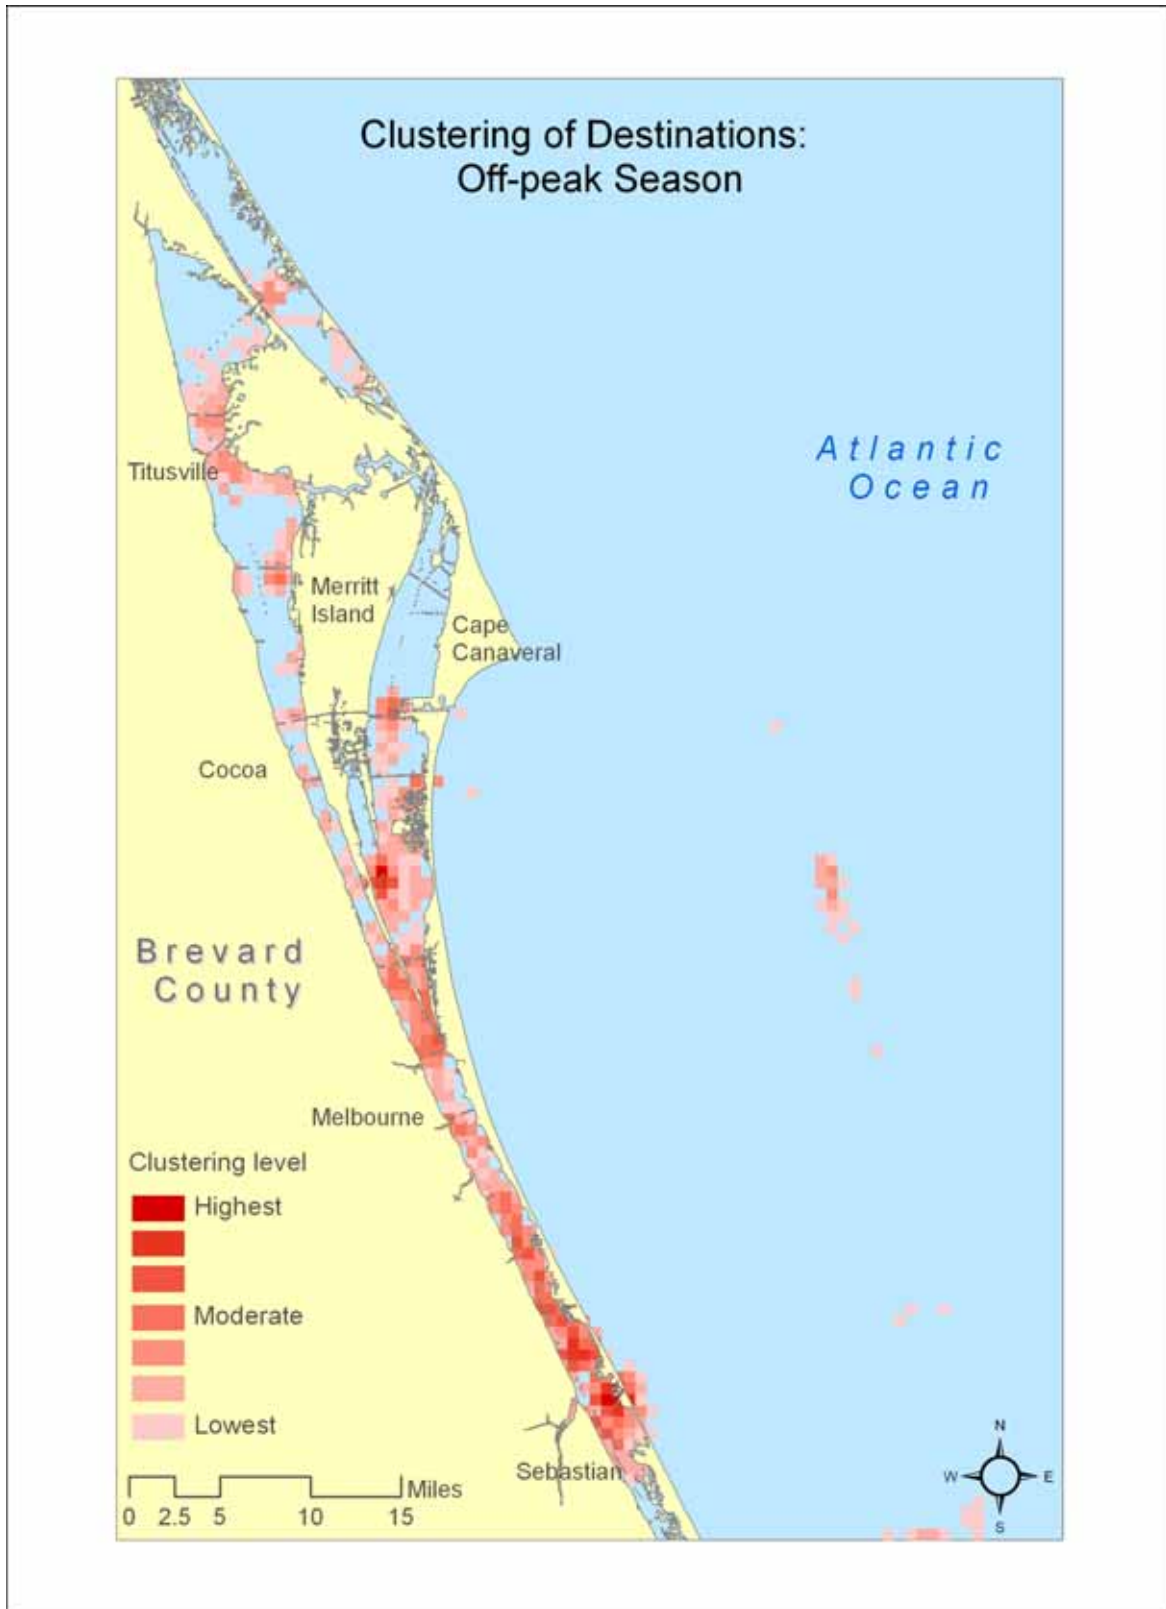 Clustering of Destinations:
Off-peak Season
Atlantic
Ocean
Titusville
Merritt
Island
Cape
Canaveral
Cocoa
Brevard
County
Melbourne
Clustering level
Highest
Moderate
Lowest
Sebastian
Miles
0 2.5 5 10 15
N
W E
S